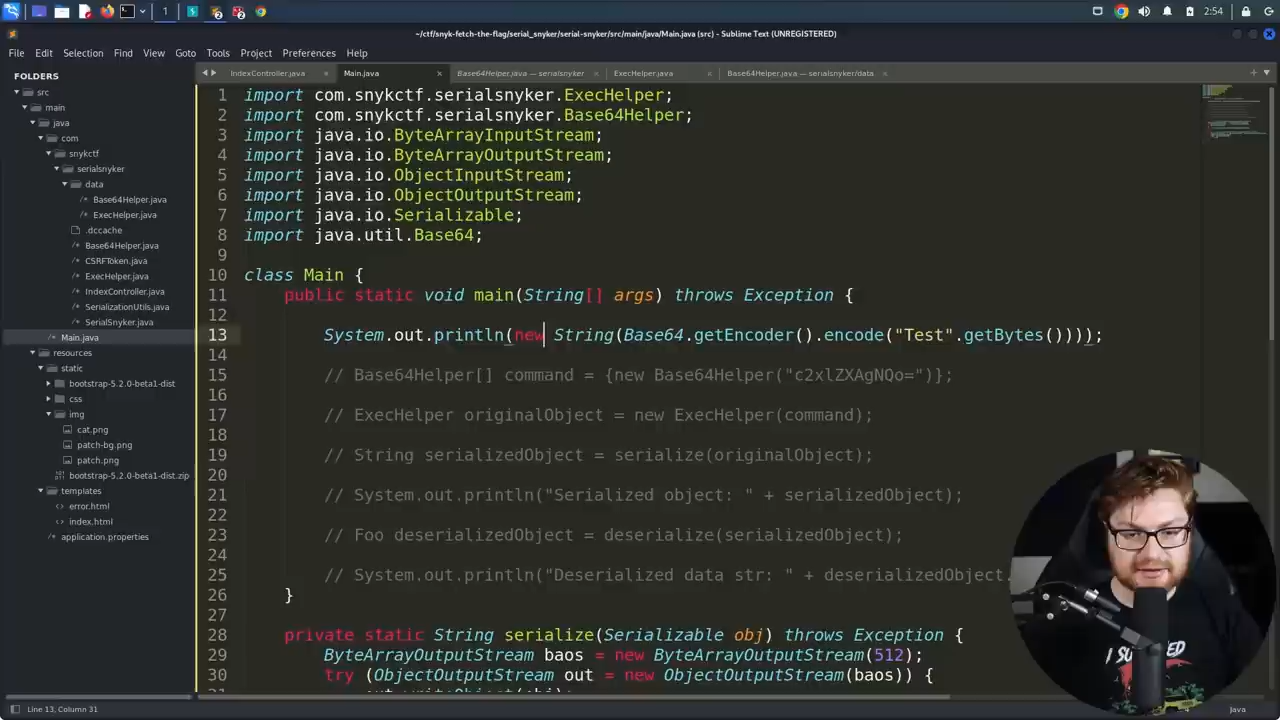 1
2
2
2:54
~/ctf/snyk-fetch-the-flag/serial_snyker/serial-snyker/src/main/java/Main.java (src) - Sublime Text (UNREGISTERED)
File Edit Selection Find View Goto Tools Project Preferences Help
FOLDERS
src
main
java
com
snykctf
serialsnyker
data
Base64Helper.java
ExecHelper.java
.dccache
Base64Helper.java
CSRFToken.java
ExecHelper.java
IndexController.java
SerializationUtils.java
SerialSnyker.java
Main.java
resources
static
bootstrap-5.2.0-beta1-dist
css
img
cat.png
patch-bg.png
patch.png
bootstrap-5.2.0-beta1-dist.zip
templates
error.html
index.html
application.properties
IndexController.java Main.java Base64Helper.java — serialsnyker ExecHelper.java Base64Helper.java — serialsnyker/data
1 import com.snykctf.serialsnyker.ExecHelper;
2 import com.snykctf.serialsnyker.Base64Helper;
3 import java.io.ByteArrayInputStream;
4 import java.io.ByteArrayOutputStream;
5 import java.io.ObjectInputStream;
6 import java.io.ObjectOutputStream;
7 import java.io.Serializable;
8 import java.util.Base64;
9
10 class Main {
11 public static void main(String[] args) throws Exception {
12
13 System.out.println(new String(Base64.getEncoder().encode("Test".getBytes())));
14
15 // Base64Helper[] command = {new Base64Helper("c2xlZXAgNQo=")};
16
17 // ExecHelper originalObject = new ExecHelper(command);
18
19 // String serializedObject = serialize(originalObject);
20
21 // System.out.println("Serialized object: " + serializedObject);
22
23 // Foo deserializedObject = deserialize(serializedObject);
24
25 // System.out.println("Deserialized data str: " + deserializedObject.
26 }
27
28 private static String serialize(Serializable obj) throws Exception {
29 ByteArrayOutputStream baos = new ByteArrayOutputStream(512);
30 try (ObjectOutputStream out = new ObjectOutputStream(baos)) {
Line 13, Column 31
Java